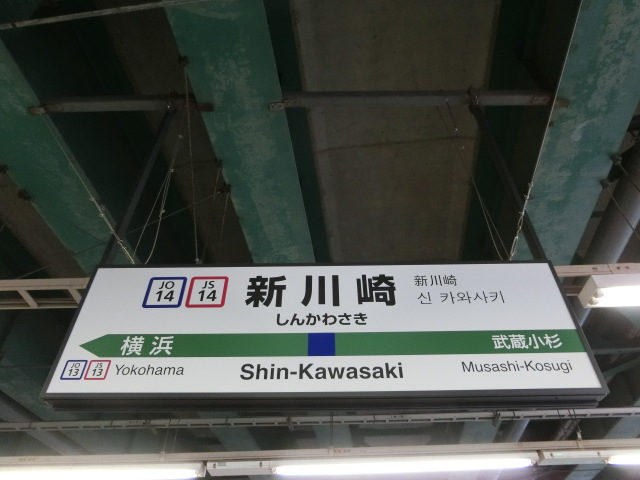 JO 14 JS 14 新川崎 新川崎
신 카와사키
しんかわさき
横浜 武蔵小杉
JO 13 JS 13 Yokohama Shin-Kawasaki Musashi-Kosugi